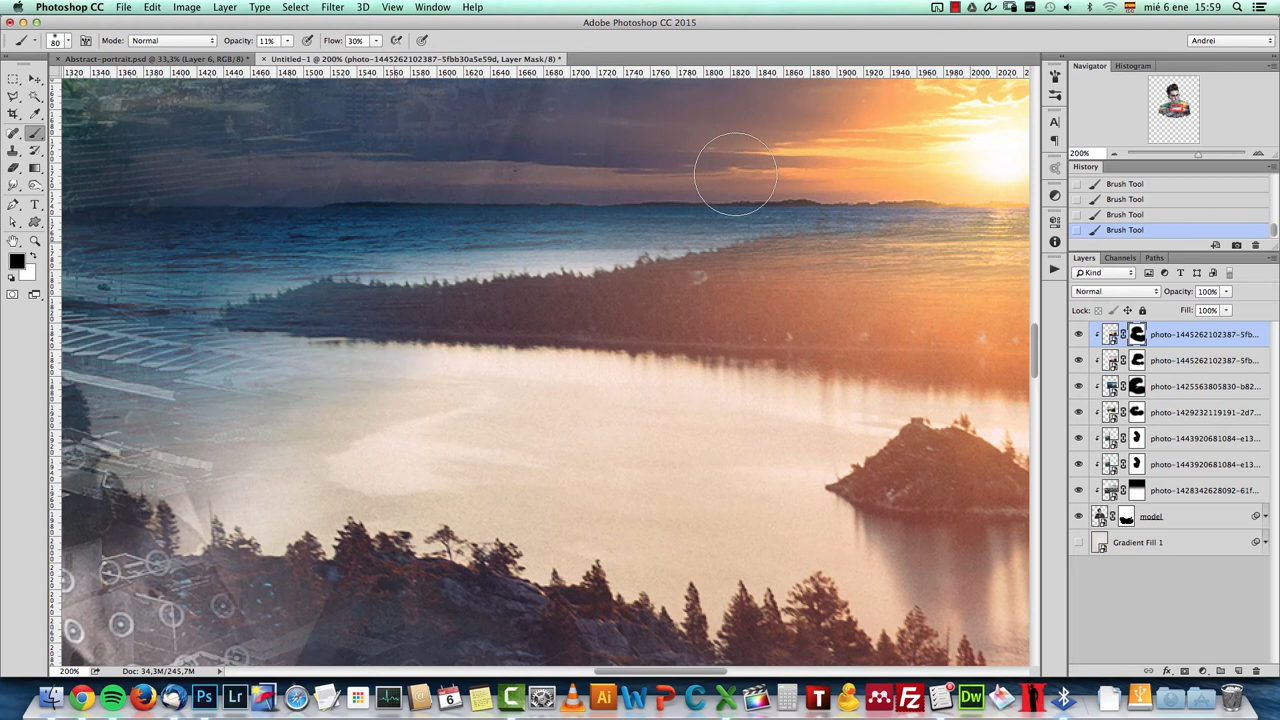 Photoshop CC File Edit Image Layer Type Select Filter 3D View Window Help mié 6 ene 15:59
Adobe Photoshop CC 2015
80 Mode: Normal Opacity: 11% Flow: 30% Andrei
× Abstract-portrait.psd @ 33,3% (Layer 6, RGB/8) * × Untitled-1 @ 200% (photo-1445262102387-5fbb30a5e59d, Layer Mask/8) *
1320 1340 1360 1380 1400 1420 1440 1460 1480 1500 1520 1540 1560 1580 1600 1620 1640 1660 1680 1700 1720 1740 1760 1780 1800 1820 1840 1860 1880 1900 1920 1940 1960 1980 2000 2020
Navigator Histogram
200%
History
Brush Tool
Brush Tool
Brush Tool
Brush Tool
Layers Channels Paths
Kind
Normal Opacity: 100%
Lock: Fill: 100%
photo-1445262102387-5fb...
photo-1445262102387-5fb...
photo-1425563805830-b82...
photo-1429232119191-2d7...
photo-1443920681084-e13...
photo-1443920681084-e13...
photo-1428342628092-61f...
model
Gradient Fill 1
200% Doc: 34,3M/245,7M